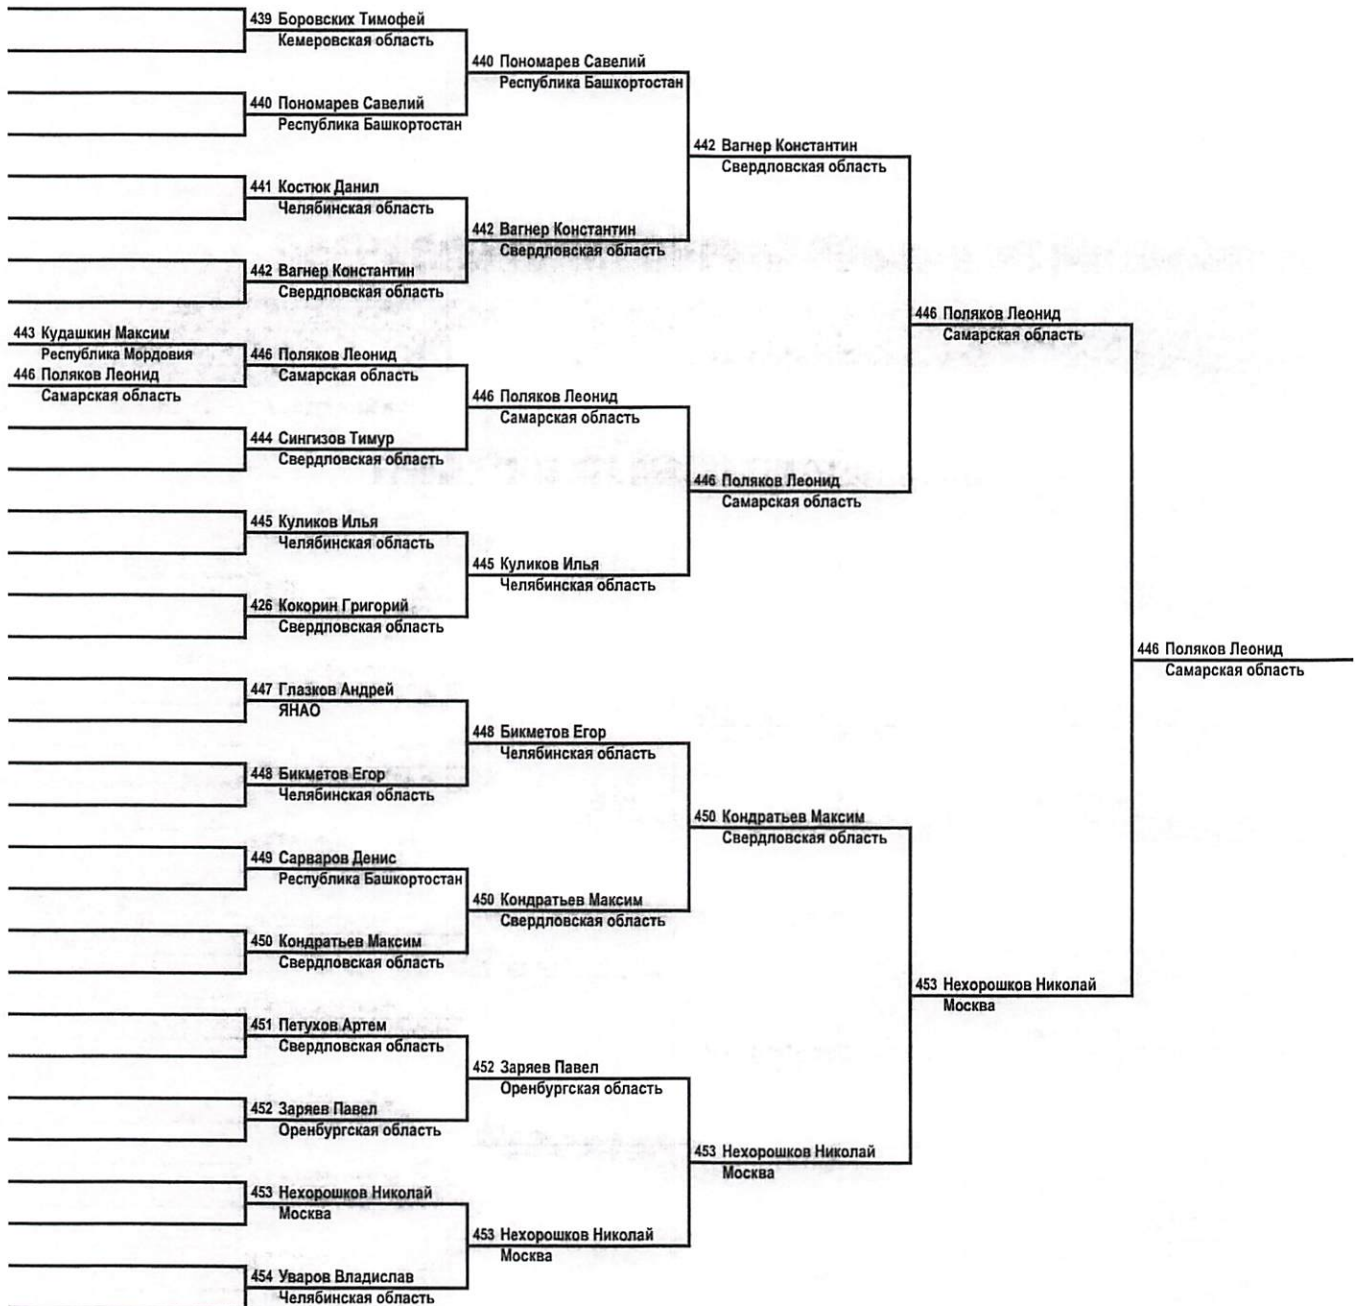 439 Боровских Тимофей
Кемеровская область
440 Пономарев Савелий
Республика Башкортостан
440 Пономарев Савелий
Республика Башкортостан
442 Вагнер Константин
Свердловская область
441 Костюк Данил
Челябинская область
442 Вагнер Константин
Свердловская область
442 Вагнер Константин
Свердловская область
446 Поляков Леонид
Самарская область
443 Кудашкин Максим
Республика Мордовия
446 Поляков Леонид
Самарская область
446 Поляков Леонид
Самарская область
446 Поляков Леонид
Самарская область
444 Сингизов Тимур
Свердловская область
446 Поляков Леонид
Самарская область
445 Куликов Илья
Челябинская область
445 Куликов Илья
Челябинская область
426 Кокорин Григорий
Свердловская область
446 Поляков Леонид
Самарская область
447 Глазков Андрей
ЯНАО
448 Бикметов Егор
Челябинская область
448 Бикметов Егор
Челябинская область
450 Кондратьев Максим
Свердловская область
449 Сарваров Денис
Республика Башкортостан
450 Кондратьев Максим
Свердловская область
450 Кондратьев Максим
Свердловская область
453 Нехорошков Николай
Москва
451 Петухов Артем
Свердловская область
452 Заряев Павел
Оренбургская область
452 Заряев Павел
Оренбургская область
453 Нехорошков Николай
Москва
453 Нехорошков Николай
Москва
453 Нехорошков Николай
Москва
454 Уваров Владислав
Челябинская область